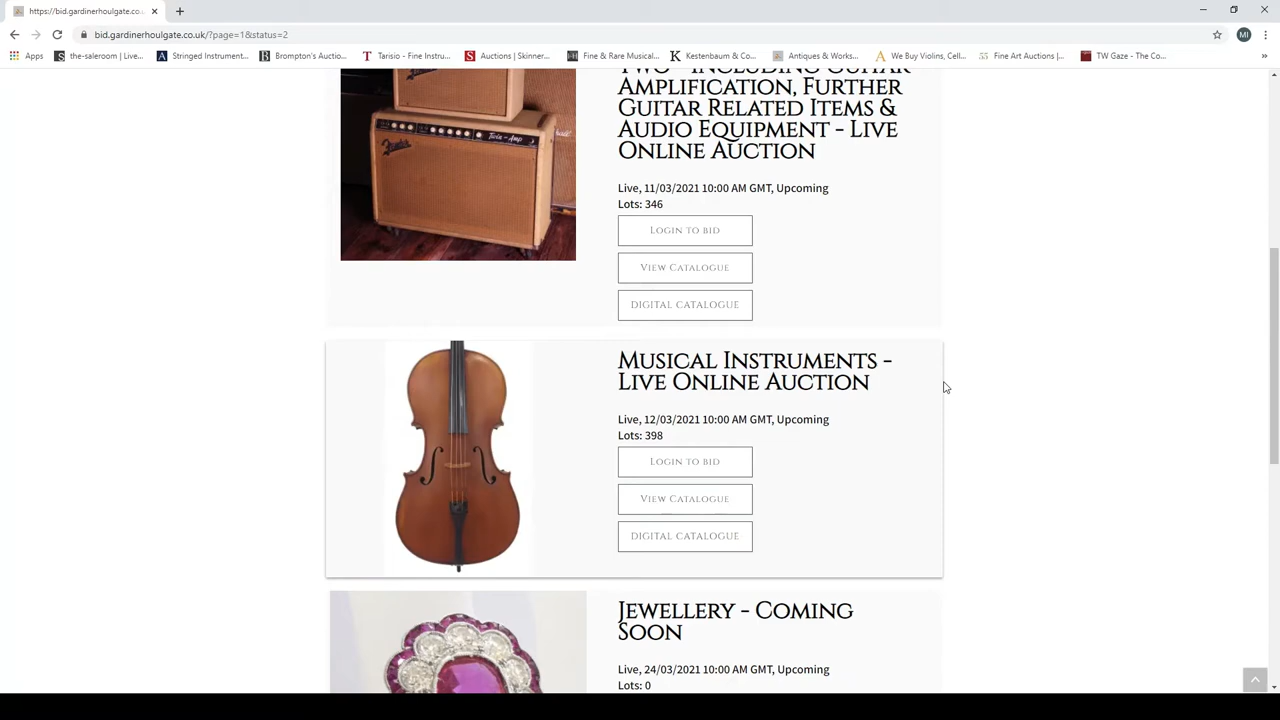 https://bid.gardinerhoulgate.co.u
bid.gardinerhoulgate.co.uk/?page=1&status=2
MI
Apps
the-saleroom | Live...
Stringed Instrument...
Brompton's Auctio...
Tarisio - Fine Instru...
Auctions | Skinner...
Fine & Rare Musical...
Kestenbaum & Co...
Antiques & Works...
We Buy Violins, Cell...
Fine Art Auctions |...
TW Gaze - The Co...
Two - Including Guitar
Amplification, Further
Guitar Related Items &
Audio Equipment - Live
Online Auction
Live, 11/03/2021 10:00 AM GMT, Upcoming
Lots: 346
Login to bid
View Catalogue
DIGITAL CATALOGUE
Fender
Twin-Amp
Musical Instruments -
Live Online Auction
Live, 12/03/2021 10:00 AM GMT, Upcoming
Lots: 398
Login to bid
View Catalogue
DIGITAL CATALOGUE
Jewellery - Coming
Soon
Live, 24/03/2021 10:00 AM GMT, Upcoming
Lots: 0